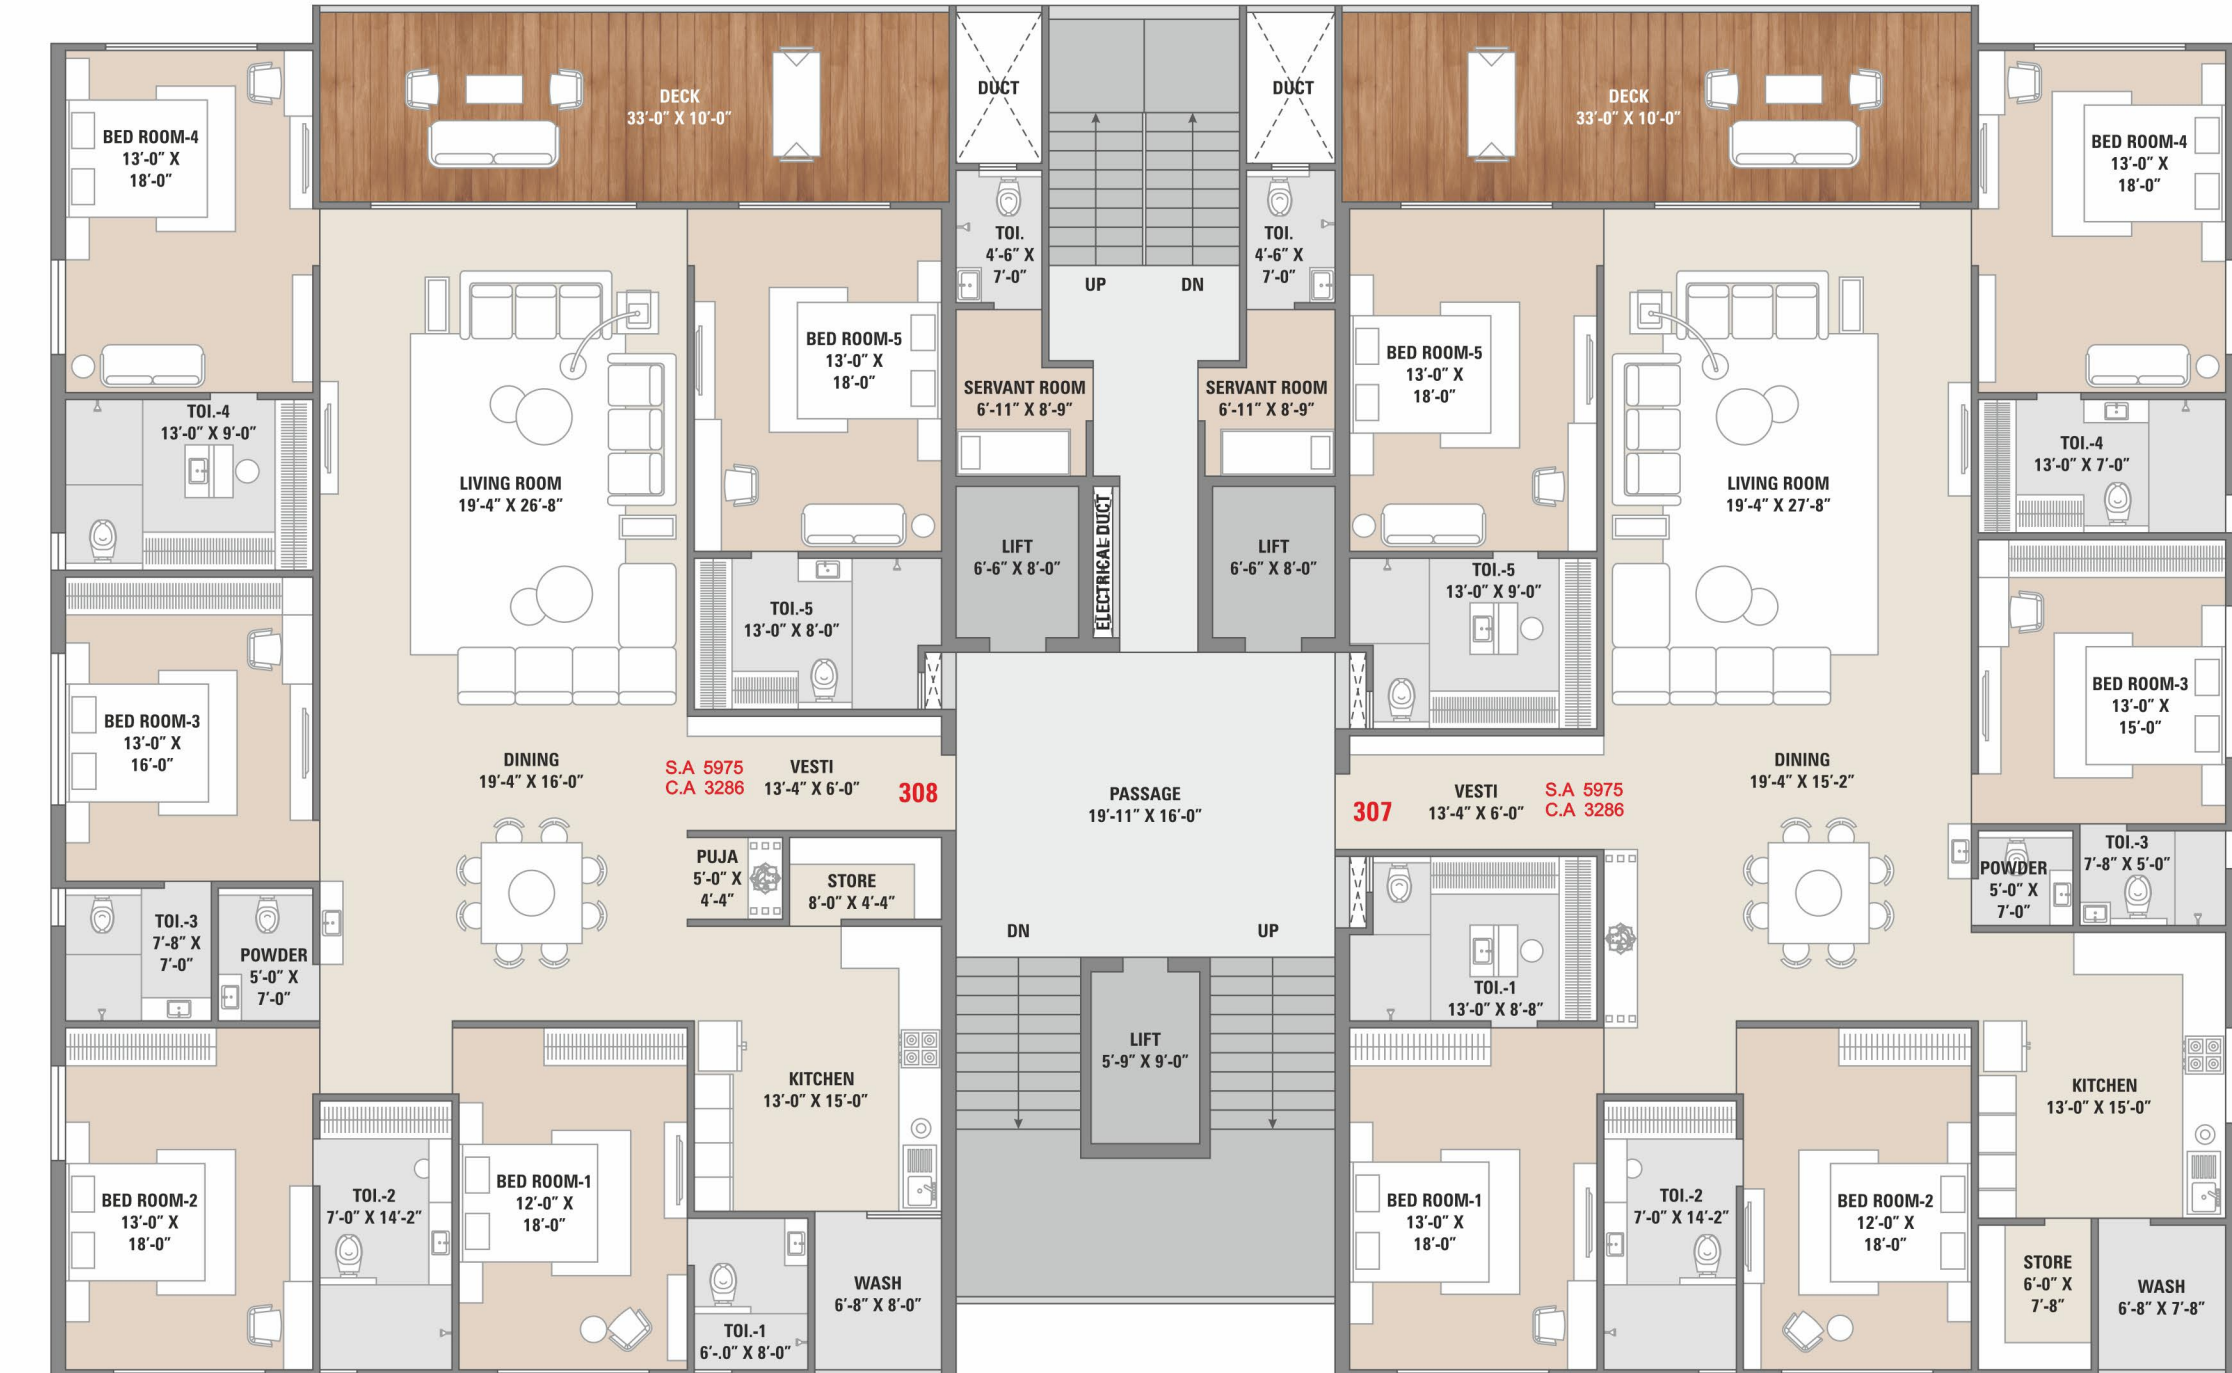 DECK
33'-0" X 10'-0"
DUCT
DUCT
DECK
33'-0" X 10'-0"
BED ROOM-4
13'-0" X
18'-0"
BED ROOM-4
13'-0" X
18'-0"
TOI.
4'-6" X
7'-0"
TOI.
4'-6" X
7'-0"
UP
DN
BED ROOM-5
13'-0" X
18'-0"
SERVANT ROOM
6'-11" X 8'-9"
SERVANT ROOM
6'-11" X 8'-9"
BED ROOM-5
13'-0" X
18'-0"
TOI.-4
13'-0" X 9'-0"
LIVING ROOM
19'-4" X 26'-8"
LIVING ROOM
19'-4" X 27'-8"
TOI.-4
13'-0" X 7'-0"
LIFT
6'-6" X 8'-0"
ELECTRICAL DUCT
LIFT
6'-6" X 8'-0"
TOI.-5
13'-0" X 8'-0"
TOI.-5
13'-0" X 9'-0"
BED ROOM-3
13'-0" X
16'-0"
BED ROOM-3
13'-0" X
15'-0"
DINING
19'-4" X 16'-0"
S.A 5975
C.A 3286
VESTI
13'-4" X 6'-0"
308
PASSAGE
19'-11" X 16'-0"
307
VESTI
13'-4" X 6'-0"
S.A 5975
C.A 3286
DINING
19'-4" X 15'-2"
PUJA
5'-0" X
4'-4"
STORE
8'-0" X 4'-4"
POWDER
5'-0" X
7'-0"
TOI.-3
7'-8" X 5'-0"
TOI.-3
7'-8" X
7'-0"
POWDER
5'-0" X
7'-0"
DN
UP
TOI.-1
13'-0" X 8'-8"
LIFT
5'-9" X 9'-0"
KITCHEN
13'-0" X 15'-0"
KITCHEN
13'-0" X 15'-0"
BED ROOM-2
13'-0" X
18'-0"
TOI.-2
7'-0" X 14'-2"
BED ROOM-1
12'-0" X
18'-0"
BED ROOM-1
13'-0" X
18'-0"
TOI.-2
7'-0" X 14'-2"
BED ROOM-2
12'-0" X
18'-0"
TOI.-1
6'-.0" X 8'-0"
WASH
6'-8" X 8'-0"
STORE
6'-0" X
7'-8"
WASH
6'-8" X 7'-8"